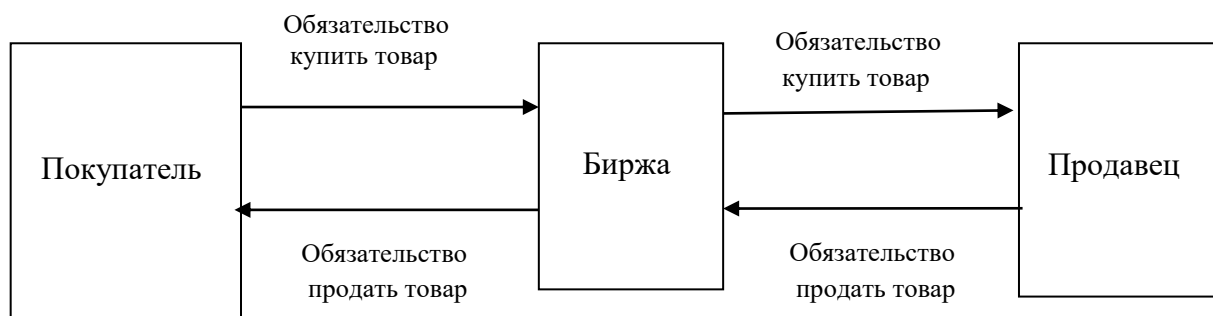 Обязательство
купить товар
Обязательство
купить товар
Покупатель
Биржа
Продавец
Обязательство
продать товар
Обязательство
продать товар